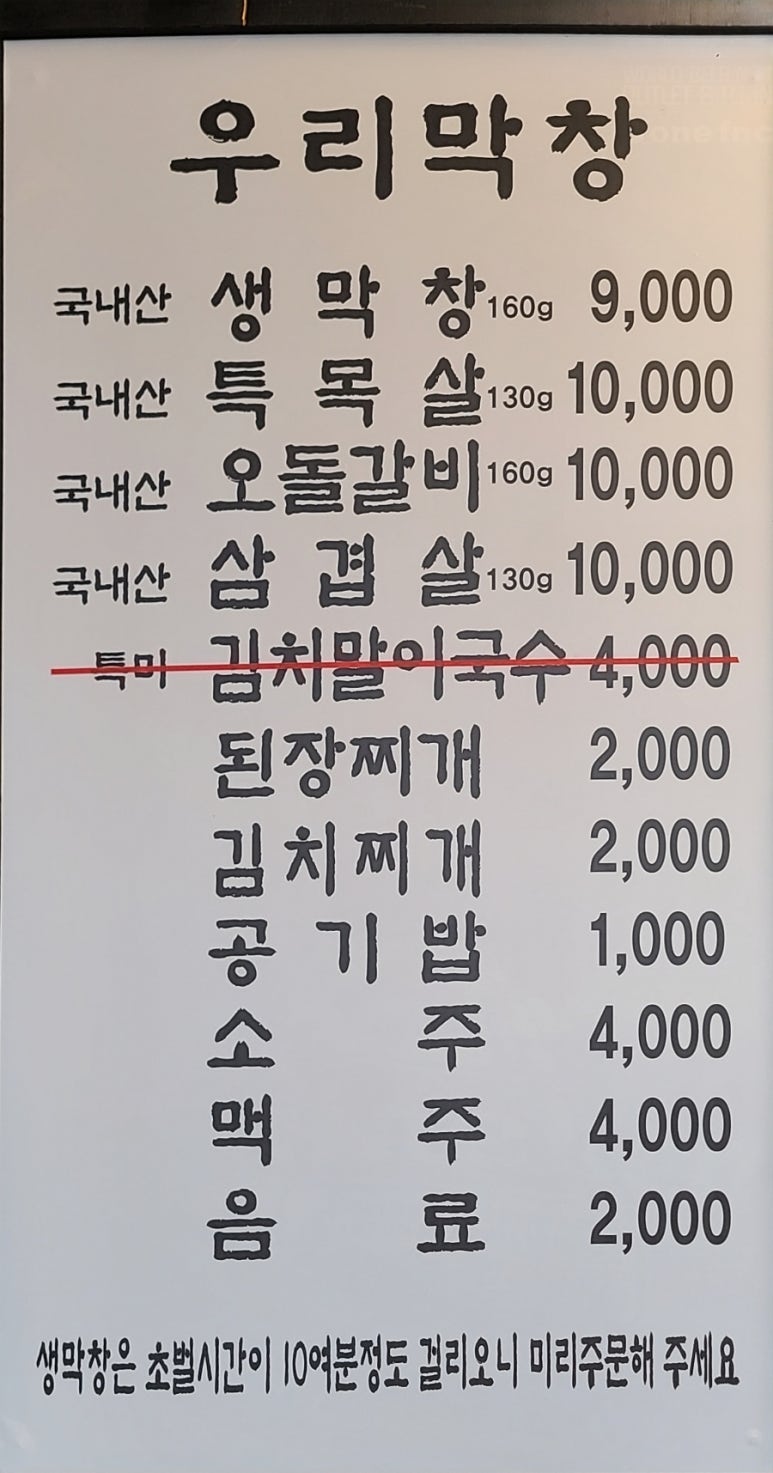 우리막창
국내산 생막창 160g 9,000
국내산 특목살 130g 10,000
국내산 오돌갈비 160g 10,000
국내산 삼겹살 130g 10,000
특미 김치말이국수 4,000
된장찌개 2,000
김치찌개 2,000
공기밥 1,000
소주 4,000
맥주 4,000
음료 2,000
생막창은 초벌시간이 10여분정도 걸리오니 미리주문해 주세요